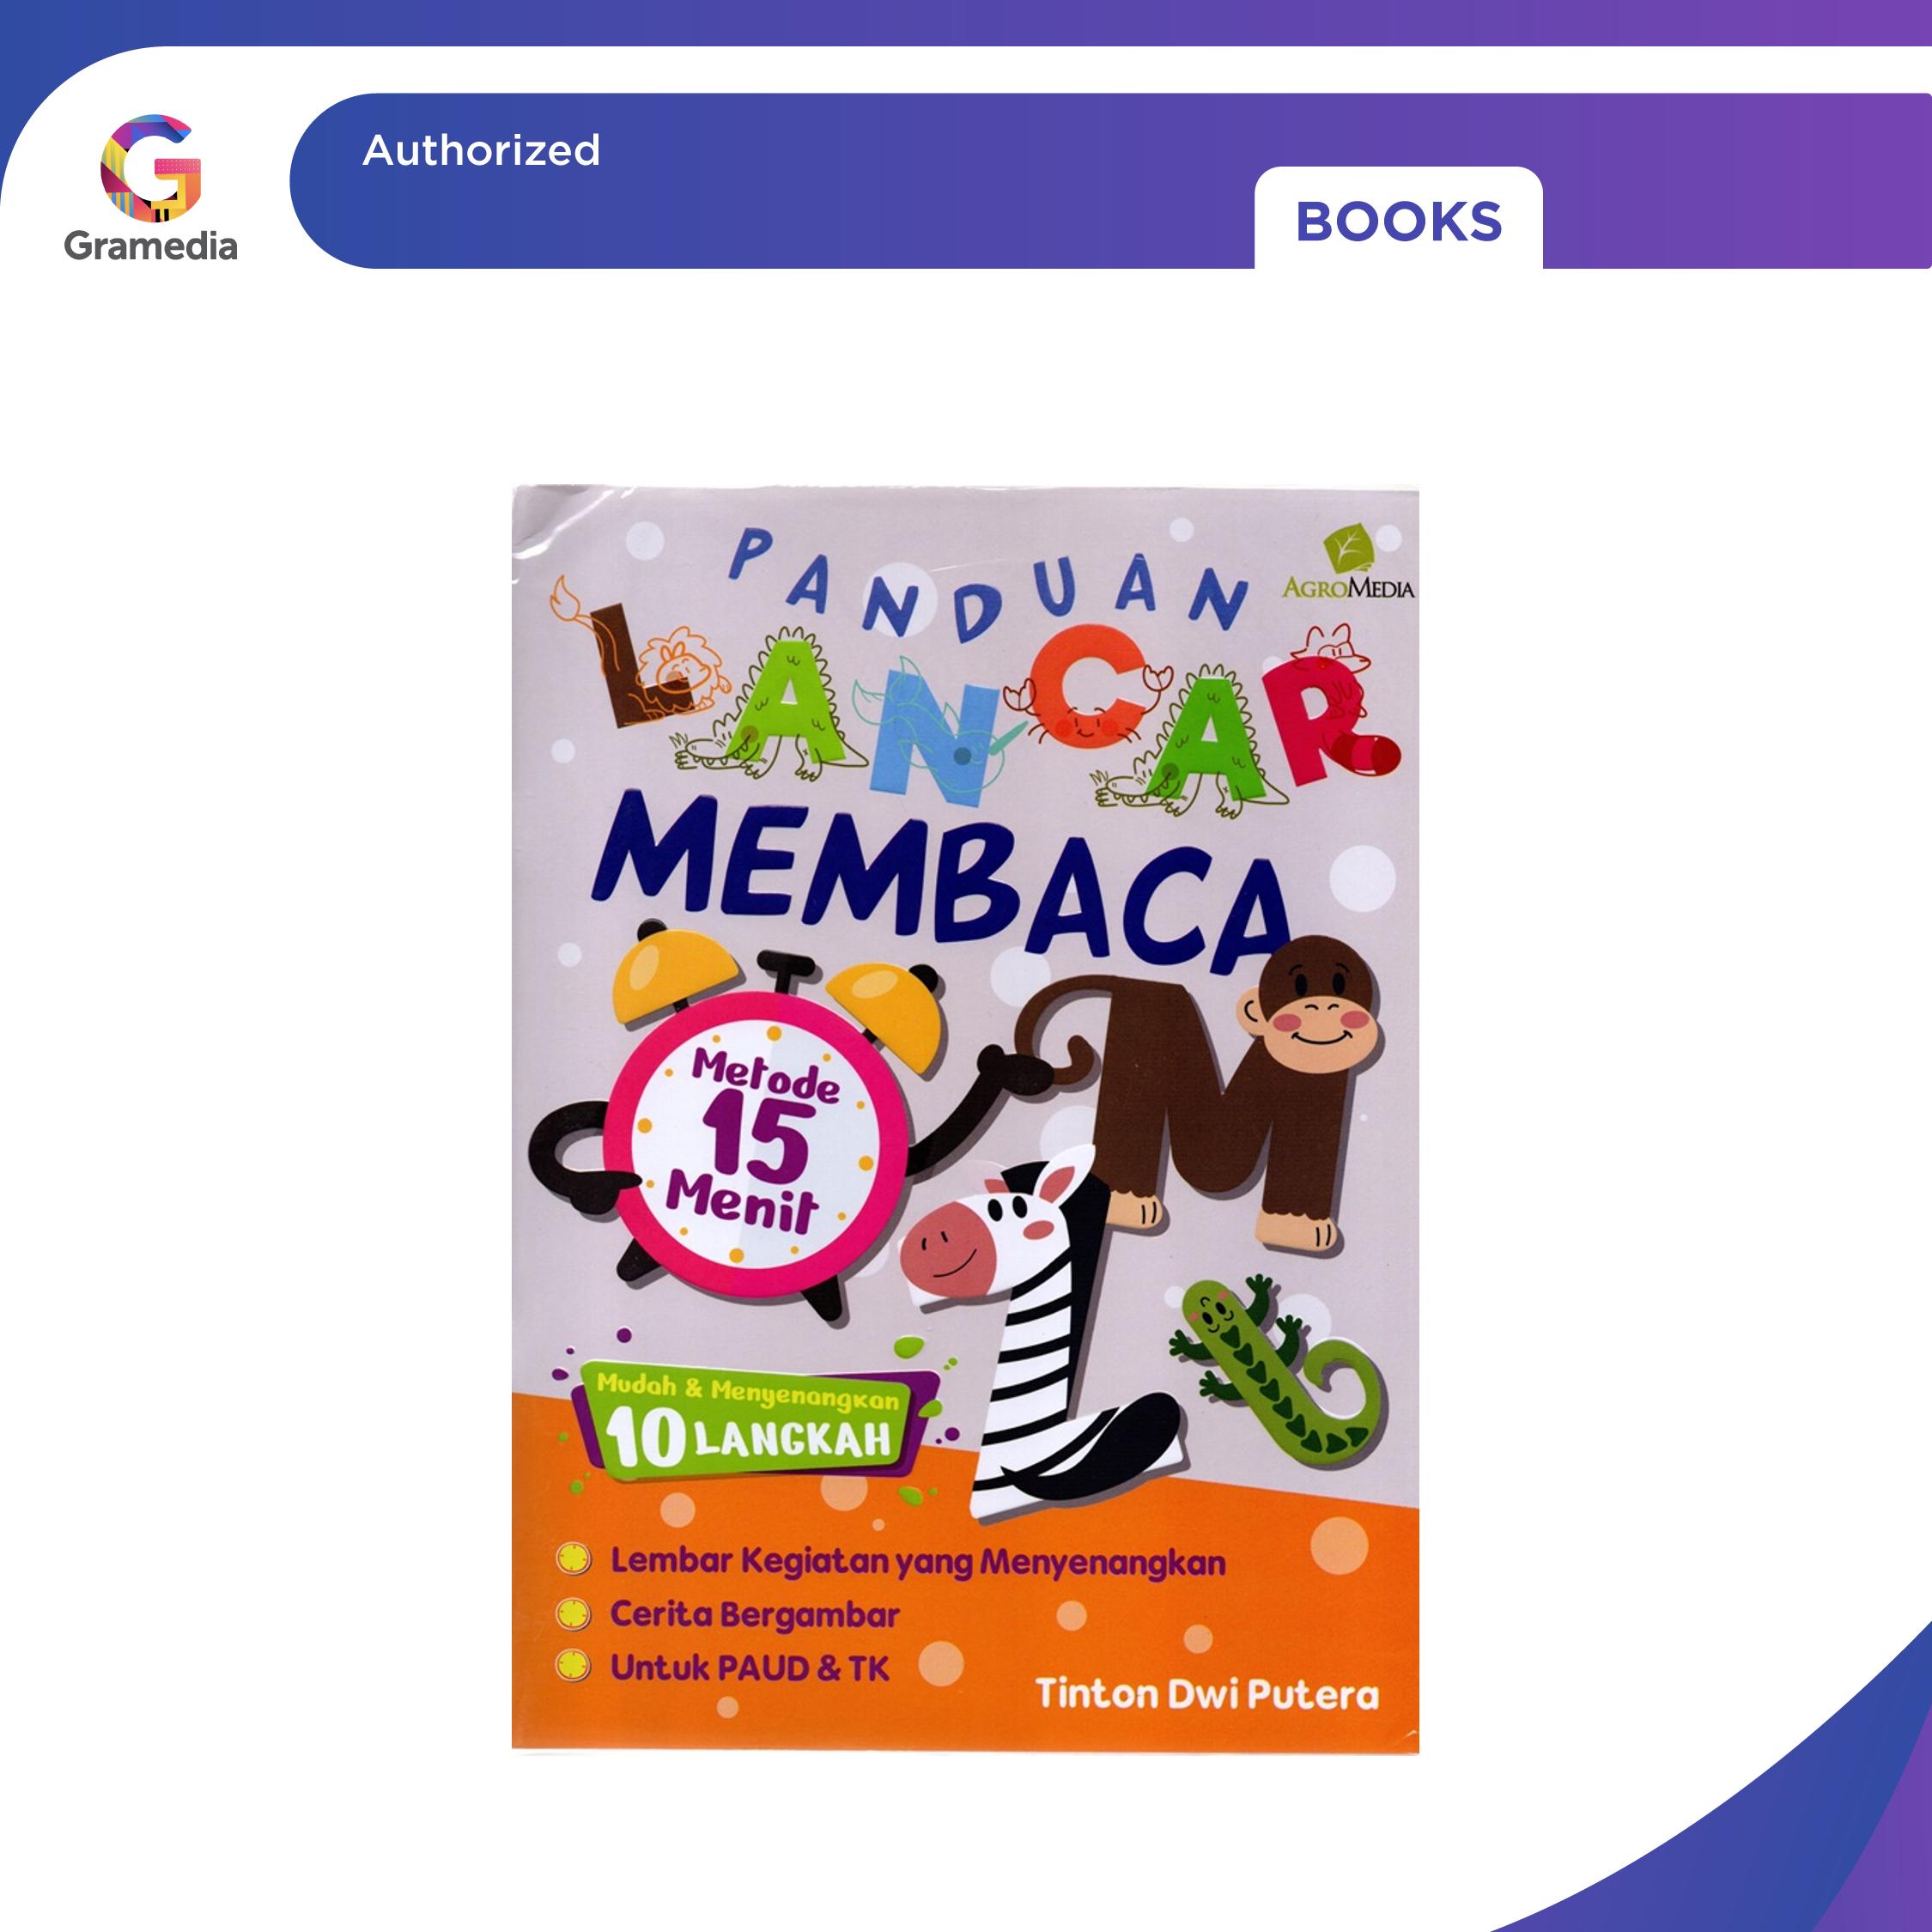 Gramedia
Authorized
BOOKS
PANDUAN
AGROMEDIA
LANCAR
MEMBACA
Metode
15
Menit
Mudah & Menyenangkan
10 LANGKAH
Lembar Kegiatan yang Menyenangkan
Cerita Bergambar
Untuk PAUD & TK
Tinton Dwi Putera